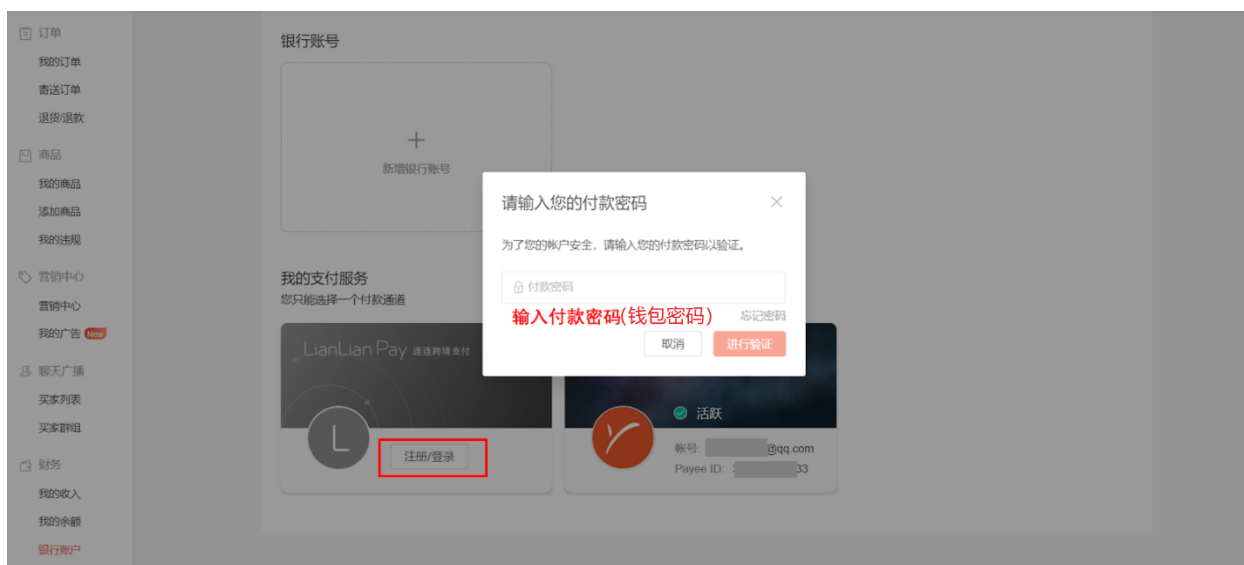 订单
我的订单
寄送订单
退货/退款
商品
我的商品
添加商品
我的违规
营销中心
营销中心
我的广告 New
聊天广播
买家列表
买家群组
财务
我的收入
我的余额
银行账户
银行账号
新增银行账号
我的支付服务
您只能选择一个付款通道
LianLian Pay 连连跨境支付
L
注册/登录
请输入您的付款密码
为了您的帐户安全，请输入您的付款密码以验证。
付款密码
输入付款密码(钱包密码)
忘记密码
取消 进行验证
活跃
帐号: @qq.com
Payee ID: 33